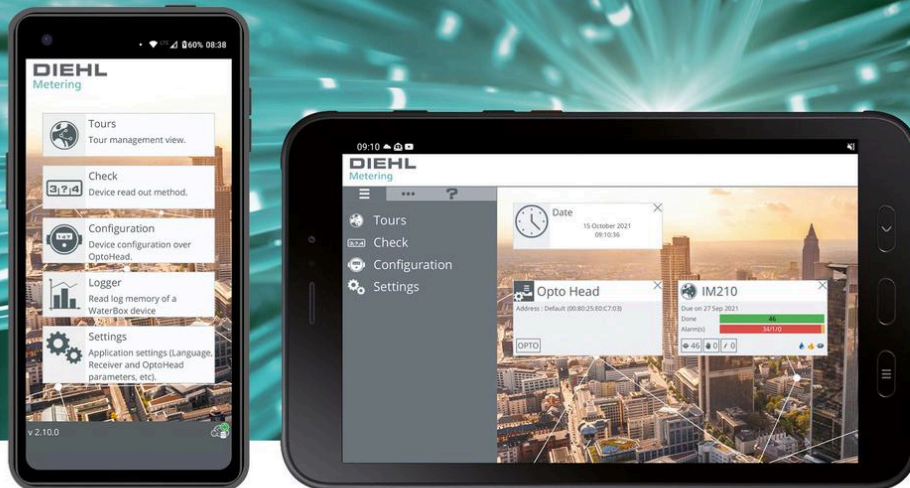 60% 08:38
DIEHL
Metering
Tours
Tour management view.
3|?|4
Check
Device read out method.
Configuration
Device configuration over
OptoHead.
Logger
Read log memory of a
WaterBox device
Settings
Application settings (Language,
Receiver and OptoHead
parameters, etc).
v 2.10.0
09:10
DIEHL
Metering
?
Tours
Check
Configuration
Settings
Date
15 October 2021
09:10:36
Opto Head
Address : Default (00:80:25:E0:C7:03)
OPTO
IM210
Due on 27 Sep 2021
Done 46
Alarm(s) 34/1/0
46 0 0